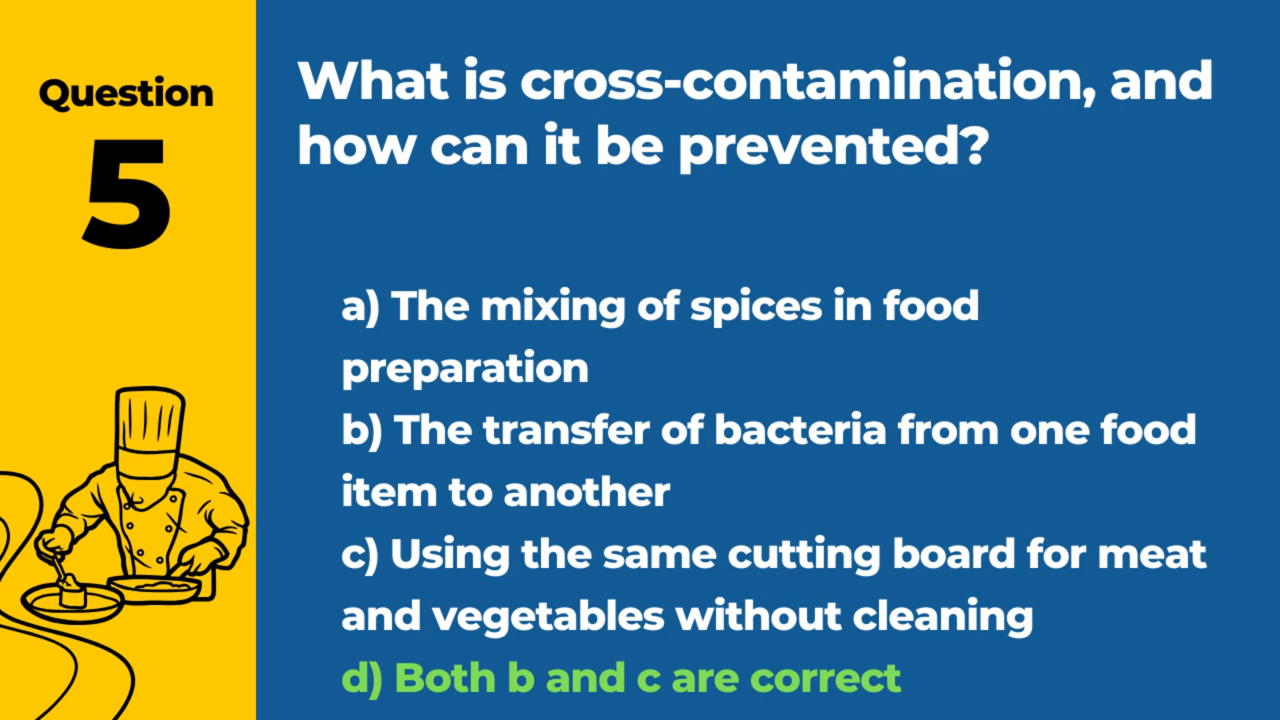 Question
5
What is cross-contamination, and
how can it be prevented?
a) The mixing of spices in food
preparation
b) The transfer of bacteria from one food
item to another
c) Using the same cutting board for meat
and vegetables without cleaning
d) Both b and c are correct